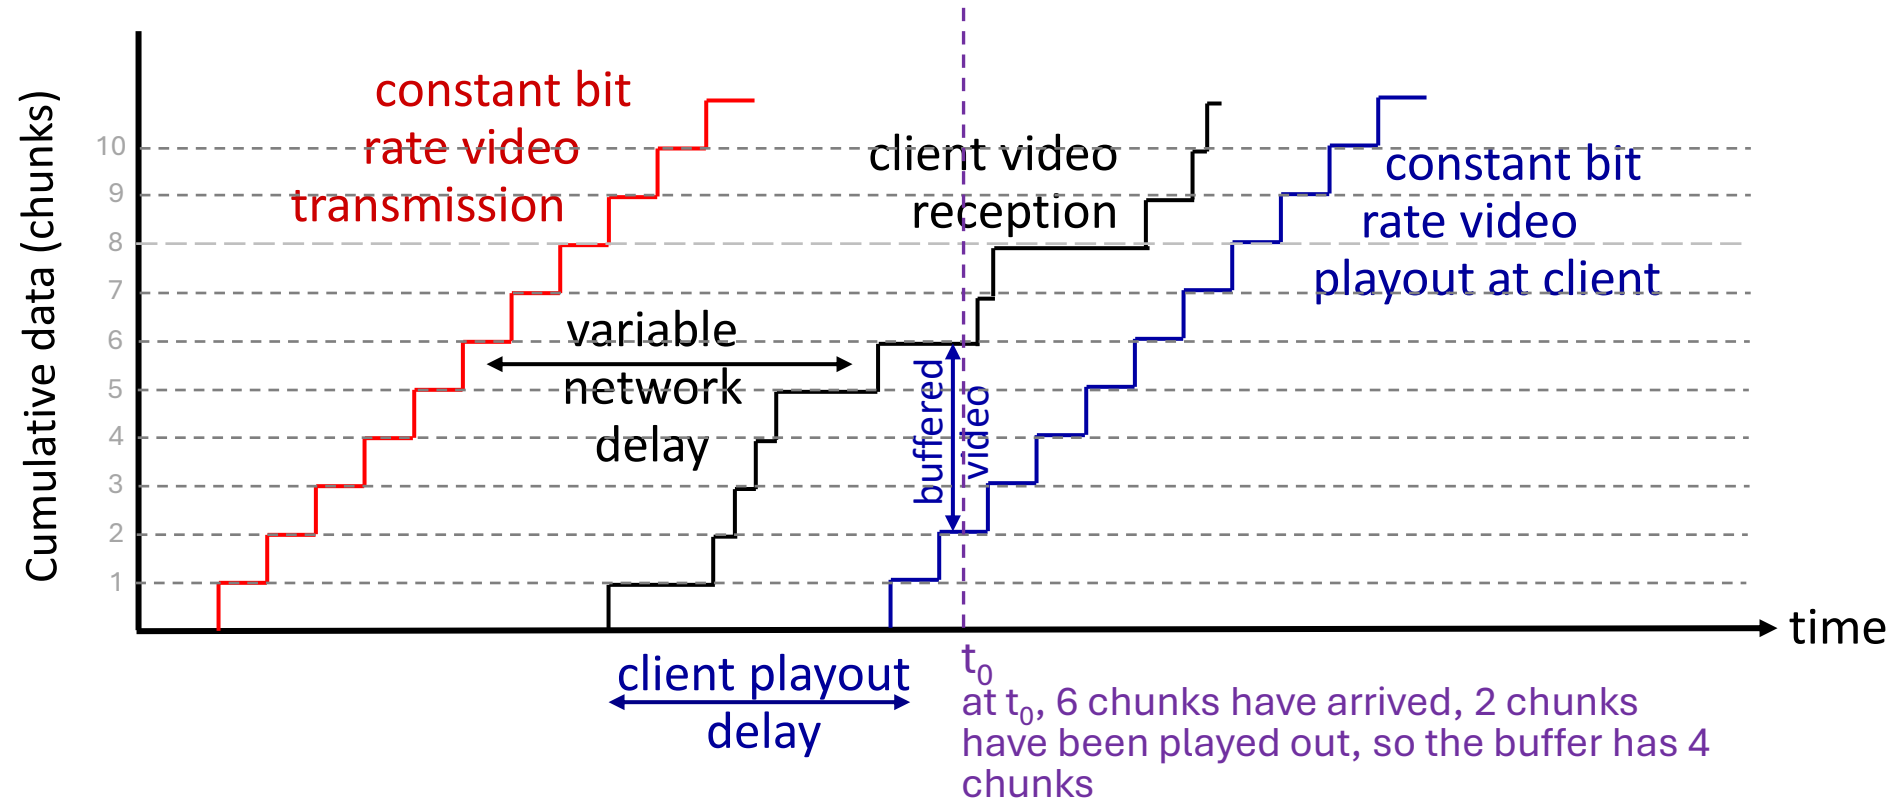 Cumulative data (chunks)
10
9
8
7
6
5
4
3
2
1
constant bit
rate video
transmission
variable
network
delay
client video
reception
buffered
video
constant bit
rate video
playout at client
time
client playout
delay
t₀
at t₀, 6 chunks have arrived, 2 chunks
have been played out, so the buffer has 4
chunks